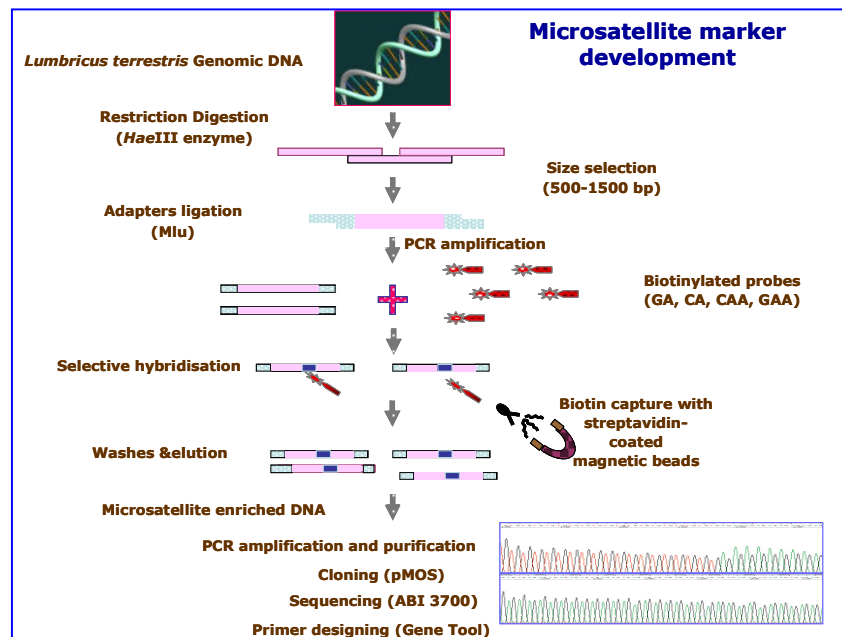 Microsatellite marker
development
Lumbricus terrestris Genomic DNA
Restriction Digestion
(HaeIII enzyme)
Size selection
(500-1500 bp)
Adapters ligation
(Mlu)
PCR amplification
Biotinylated probes
(GA, CA, CAA, GAA)
Selective hybridisation
Biotin capture with
streptavidin-
coated
magnetic beads
Washes &elution
Microsatellite enriched DNA
PCR amplification and purification
Cloning (pMOS)
Sequencing (ABI 3700)
Primer designing (Gene Tool)